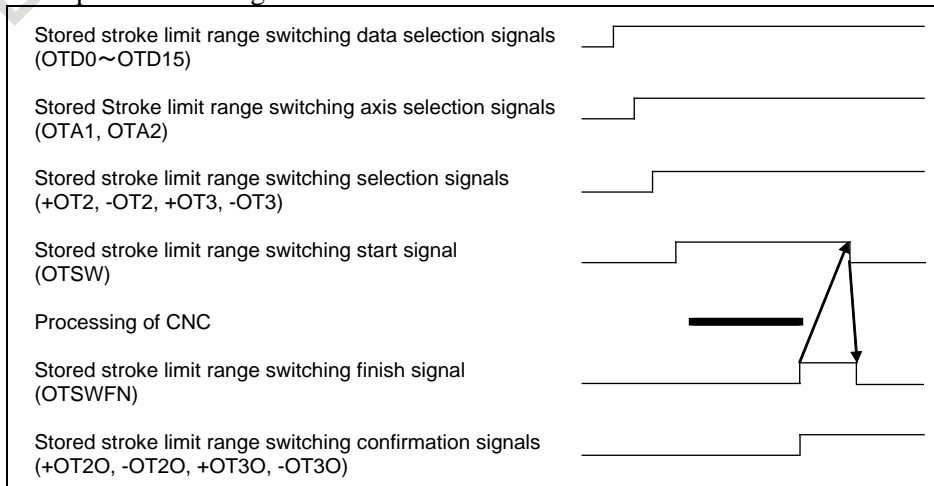 Stored stroke limit range switching data selection signals
(OTD0～OTD15)
Stored Stroke limit range switching axis selection signals
(OTA1, OTA2)
Stored stroke limit range switching selection signals
(+OT2, -OT2, +OT3, -OT3)
Stored stroke limit range switching start signal
(OTSW)
Processing of CNC
Stored stroke limit range switching finish signal
(OTSWFN)
Stored stroke limit range switching confirmation signals
(+OT2O, -OT2O, +OT3O, -OT3O)